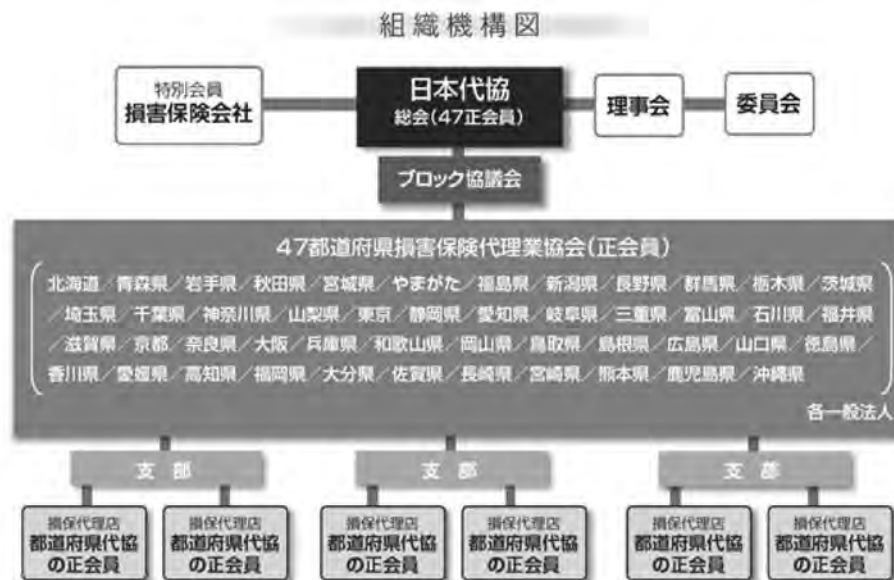 組織機構図
特別会員
損害保険会社
日本代協
総会(47正会員)
理事会
委員会
ブロック協議会
47都道府県損害保険代理業協会(正会員)
北海道／青森県／岩手県／秋田県／宮城県／やまがた／福島県／新潟県／長野県／群馬県／栃木県／茨城県
／埼玉県／千葉県／神奈川県／山梨県／東京／静岡県／愛知県／岐阜県／三重県／富山県／石川県／福井県
／滋賀県／京都／奈良県／大阪／兵庫県／和歌山県／岡山県／鳥取県／島根県／広島県／山口県／徳島県／
香川県／愛媛県／高知県／福岡県／大分県／佐賀県／長崎県／宮崎県／熊本県／鹿児島県／沖縄県
各一般法人
支部
支部
支部
損保代理店
都道府県代協
の正会員
損保代理店
都道府県代協
の正会員
損保代理店
都道府県代協
の正会員
損保代理店
都道府県代協
の正会員
損保代理店
都道府県代協
の正会員
損保代理店
都道府県代協
の正会員